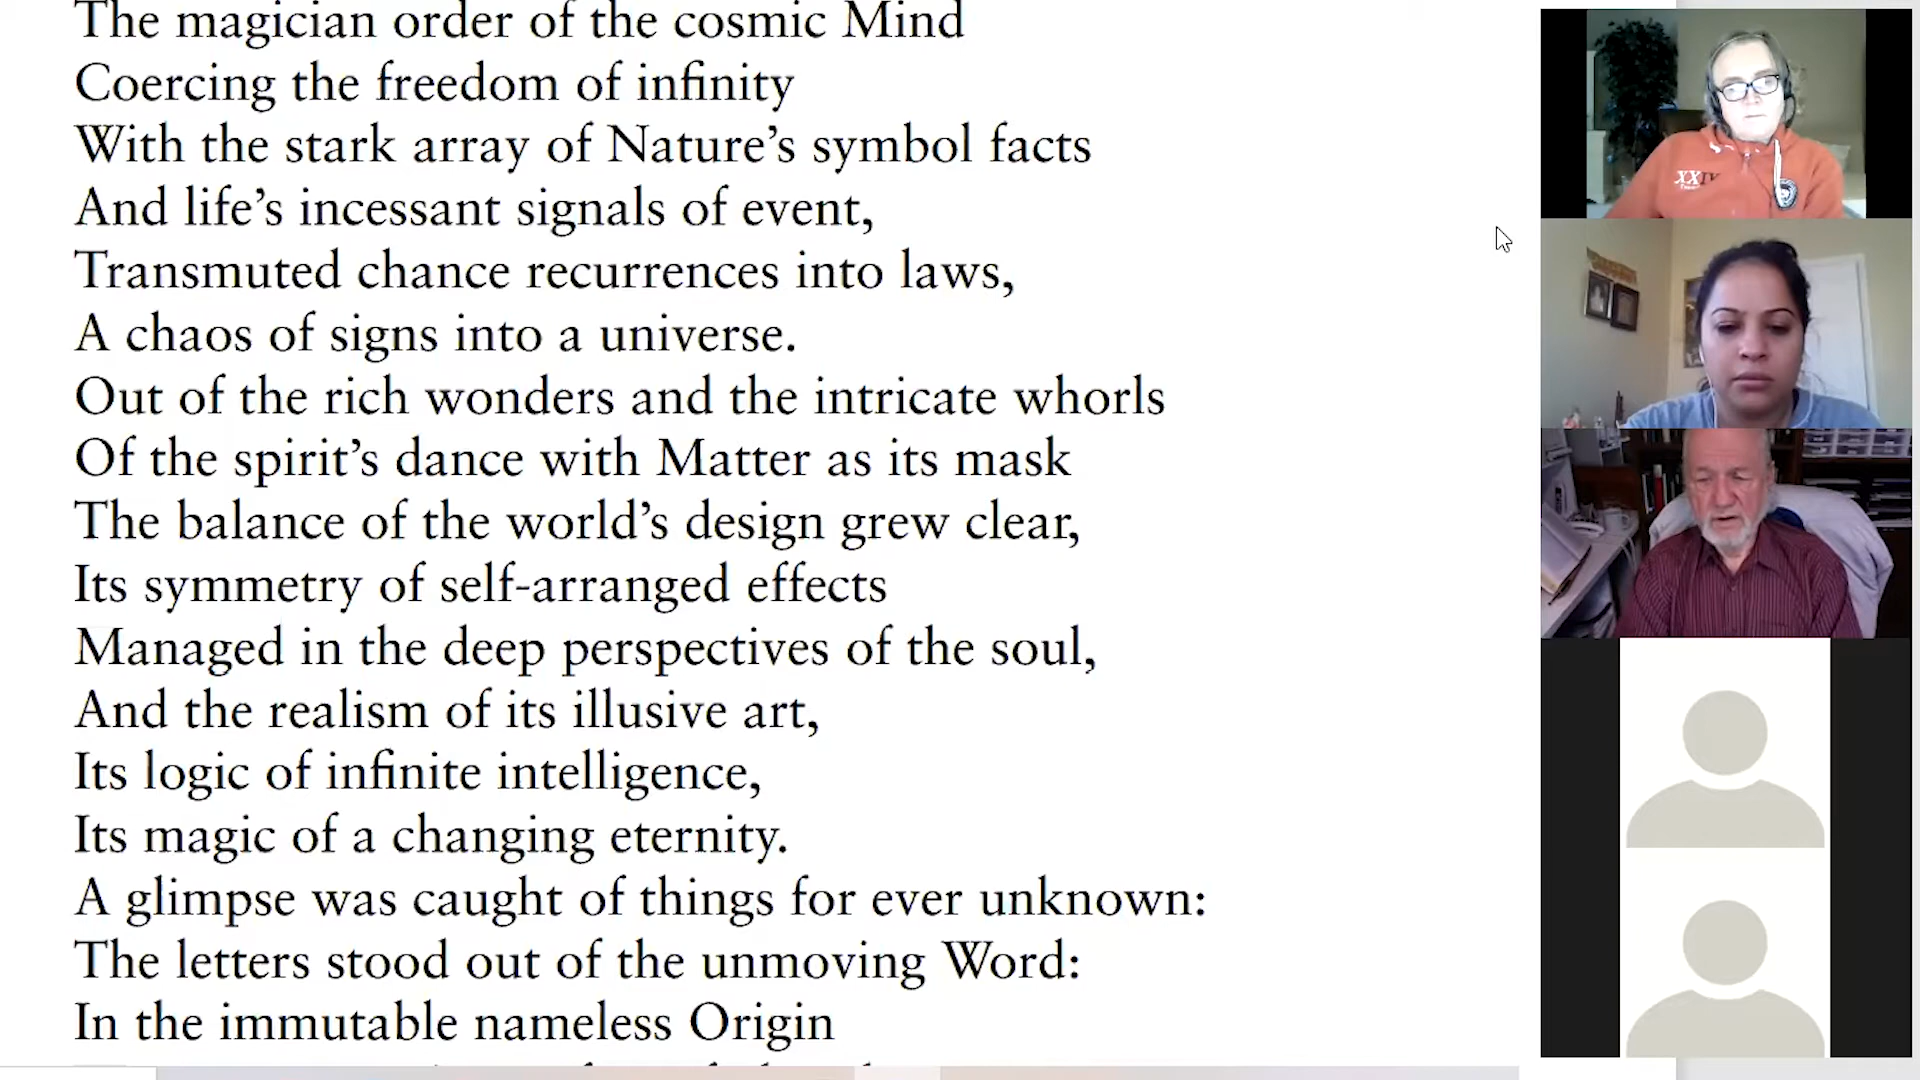 The magician order of the cosmic Mind
Coercing the freedom of infinity
With the stark array of Nature’s symbol facts
And life’s incessant signals of event,
Transmuted chance recurrences into laws,
A chaos of signs into a universe.
Out of the rich wonders and the intricate whorls
Of the spirit’s dance with Matter as its mask
The balance of the world’s design grew clear,
Its symmetry of self-arranged effects
Managed in the deep perspectives of the soul,
And the realism of its illusive art,
Its logic of infinite intelligence,
Its magic of a changing eternity.
A glimpse was caught of things for ever unknown:
The letters stood out of the unmoving Word:
In the immutable nameless Origin
XXIV